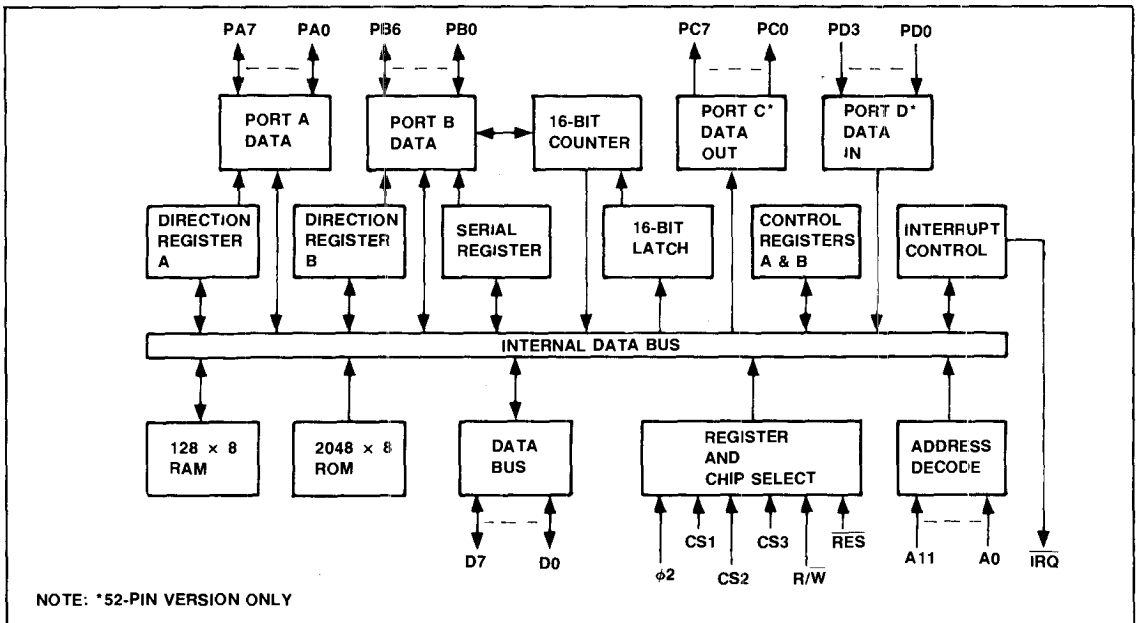 PA7 PA0 PB6 PB0 PC7 PC0 PD3 PD0
PORT A
DATA
PORT B
DATA
16-BIT
COUNTER
PORT C*
DATA
OUT
PORT D*
DATA
IN
DIRECTION
REGISTER
A
DIRECTION
REGISTER
B
SERIAL
REGISTER
16-BIT
LATCH
CONTROL
REGISTERS
A & B
INTERRUPT
CONTROL
INTERNAL DATA BUS
128 × 8
RAM
2048 × 8
ROM
DATA
BUS
REGISTER
AND
CHIP SELECT
ADDRESS
DECODE
D7 D0
φ2
CS1
CS2
CS3
R/W̅
R̅E̅S̅
A11 A0
I̅R̅Q̅
NOTE: *52-PIN VERSION ONLY